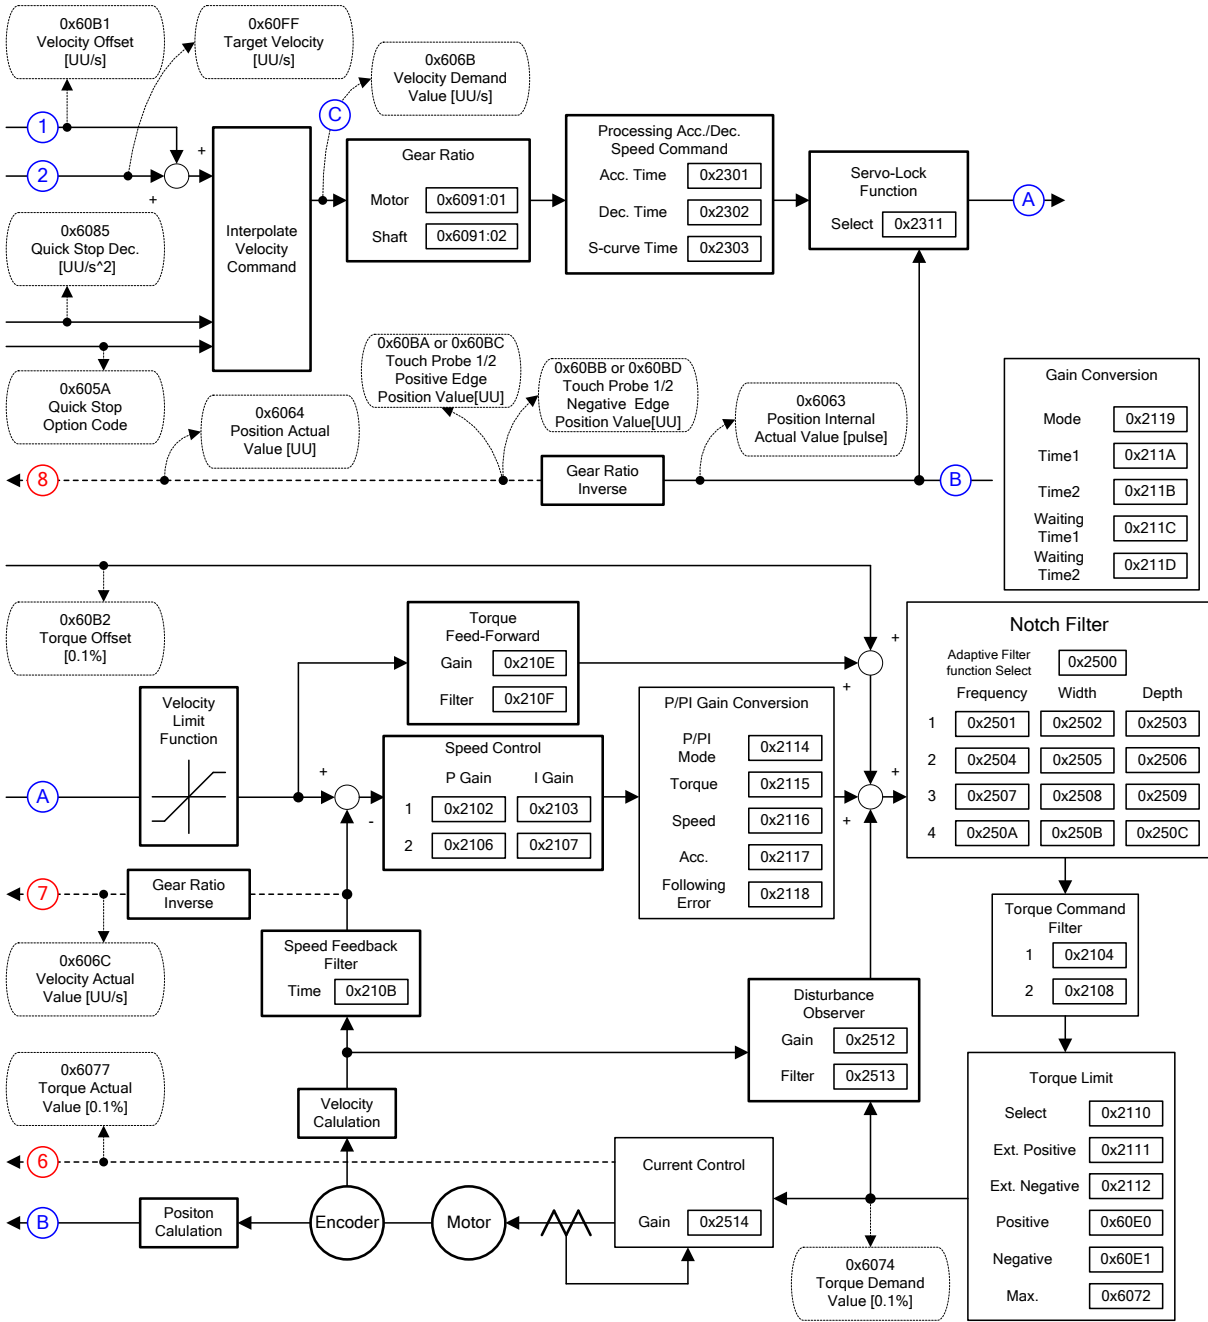 0x60B1
Velocity Offset
[UU/s]
0x60FF
Target Velocity
[UU/s]
0x606B
Velocity Demand
Value [UU/s]
C
1
2
+
+
0x6085
Quick Stop Dec.
[UU/s^2]
0x605A
Quick Stop
Option Code
Interpolate
Velocity
Command
Gear Ratio
Motor 0x6091:01
Shaft 0x6091:02
Processing Acc./Dec.
Speed Command
Acc. Time 0x2301
Dec. Time 0x2302
S-curve Time 0x2303
Servo-Lock
Function
Select 0x2311
A
0x6064
Position Actual
Value [UU]
0x60BA or 0x60BC
Touch Probe 1/2
Positive Edge
Position Value[UU]
0x60BB or 0x60BD
Touch Probe 1/2
Negative Edge
Position Value[UU]
0x6063
Position Internal
Actual Value [pulse]
8
Gear Ratio
Inverse
B
Gain Conversion
Mode 0x2119
Time1 0x211A
Time2 0x211B
Waiting
Time1 0x211C
Waiting
Time2 0x211D
0x60B2
Torque Offset
[0.1%]
Torque
Feed-Forward
Gain 0x210E
Filter 0x210F
+
+
Velocity
Limit
Function
A
+
-
Speed Control
P Gain I Gain
1 0x2102 0x2103
2 0x2106 0x2107
P/PI Gain Conversion
P/PI
Mode 0x2114
Torque 0x2115
Speed 0x2116
Acc. 0x2117
Following
Error 0x2118
+
+
Notch Filter
Adaptive Filter
function Select 0x2500
Frequency Width Depth
1 0x2501 0x2502 0x2503
2 0x2504 0x2505 0x2506
3 0x2507 0x2508 0x2509
4 0x250A 0x250B 0x250C
7
Gear Ratio
Inverse
0x606C
Velocity Actual
Value [UU/s]
Speed Feedback
Filter
Time 0x210B
Torque Command
Filter
1 0x2104
2 0x2108
Disturbance
Observer
Gain 0x2512
Filter 0x2513
0x6077
Torque Actual
Value [0.1%]
Velocity
Calulation
6
Current Control
Gain 0x2514
B
Positon
Calulation
Encoder
Motor
0x6074
Torque Demand
Value [0.1%]
Torque Limit
Select 0x2110
Ext. Positive 0x2111
Ext. Negative 0x2112
Positive 0x60E0
Negative 0x60E1
Max. 0x6072